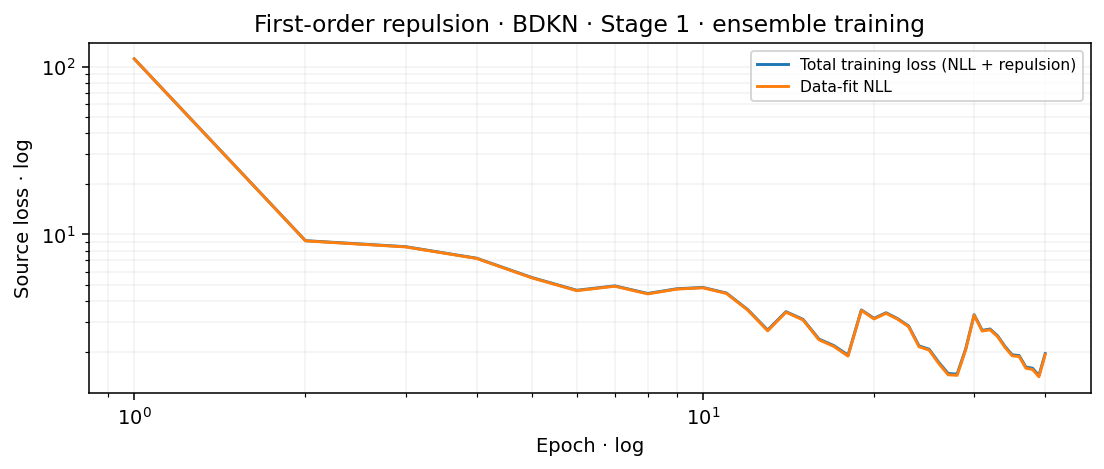 First-order repulsion · BDKN · Stage 1 · ensemble training
Total training loss (NLL + repulsion)
Data-fit NLL
Source loss · log
10²
10¹
10⁰
10¹
Epoch · log